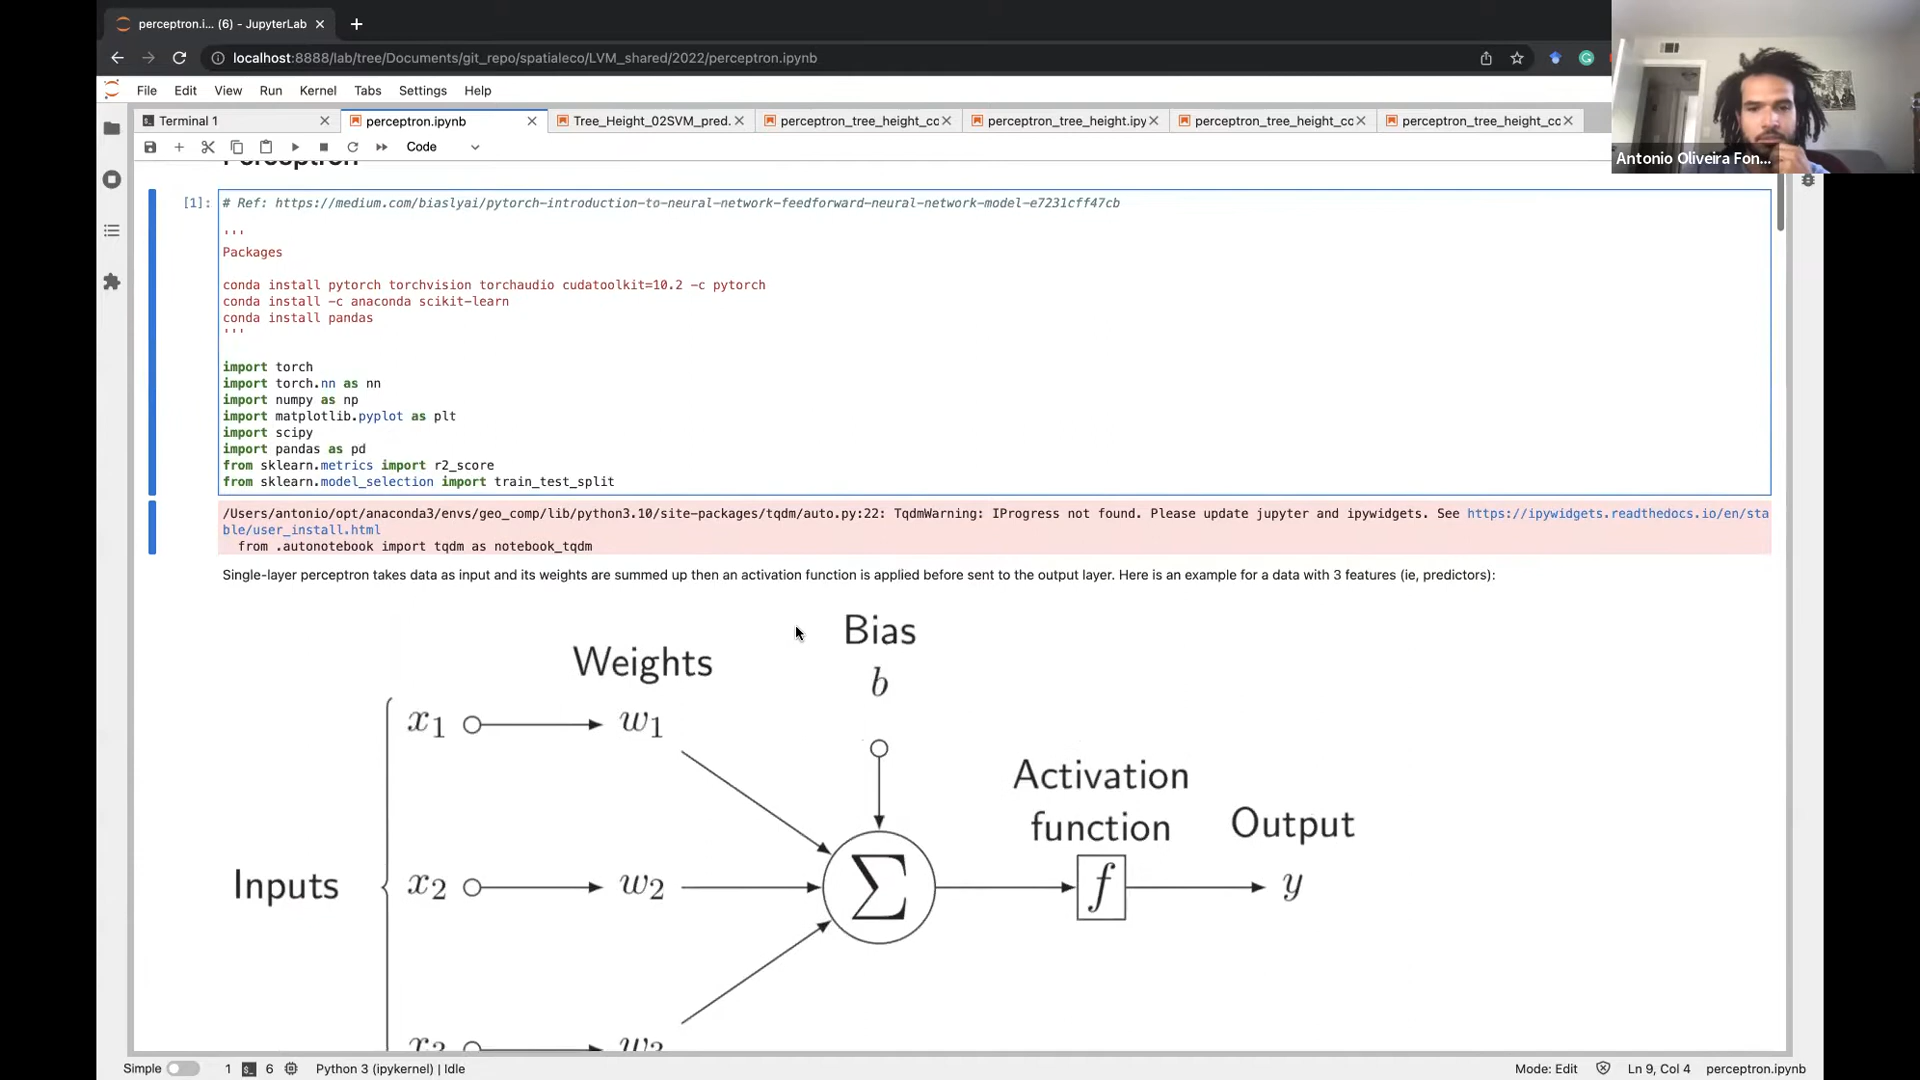 perceptron.i... (6) - JupyterLab
localhost:8888/lab/tree/Documents/git_repo/spatialeco/LVM_shared/2022/perceptron.ipynb
File Edit View Run Kernel Tabs Settings Help
Terminal 1
perceptron.ipynb
Tree_Height_02SVM_pred.
perceptron_tree_height_cc
perceptron_tree_height.ipy
perceptron_tree_height_cc
perceptron_tree_height_cc
Antonio Oliveira Fon...
Code
Perceptron
[1]:
# Ref: https://medium.com/biaslyai/pytorch-introduction-to-neural-network-feedforward-neural-network-model-e7231cff47cb
'''
Packages
conda install pytorch torchvision torchaudio cudatoolkit=10.2 -c pytorch
conda install -c anaconda scikit-learn
conda install pandas
'''
import torch
import torch.nn as nn
import numpy as np
import matplotlib.pyplot as plt
import scipy
import pandas as pd
from sklearn.metrics import r2_score
from sklearn.model_selection import train_test_split
/Users/antonio/opt/anaconda3/envs/geo_comp/lib/python3.10/site-packages/tqdm/auto.py:22: TqdmWarning: IProgress not found. Please update jupyter and ipywidgets. See https://ipywidgets.readthedocs.io/en/sta
ble/user_install.html
from .autonotebook import tqdm as notebook_tqdm
Single-layer perceptron takes data as input and its weights are summed up then an activation function is applied before sent to the output layer. Here is an example for a data with 3 features (ie, predictors):
Bias
b
Weights
x1 w1
Activation
function
Output
Inputs
x2 w2 Σ f y
Simple 1 6 Python 3 (ipykernel) | Idle
Mode: Edit Ln 9, Col 4 perceptron.ipynb